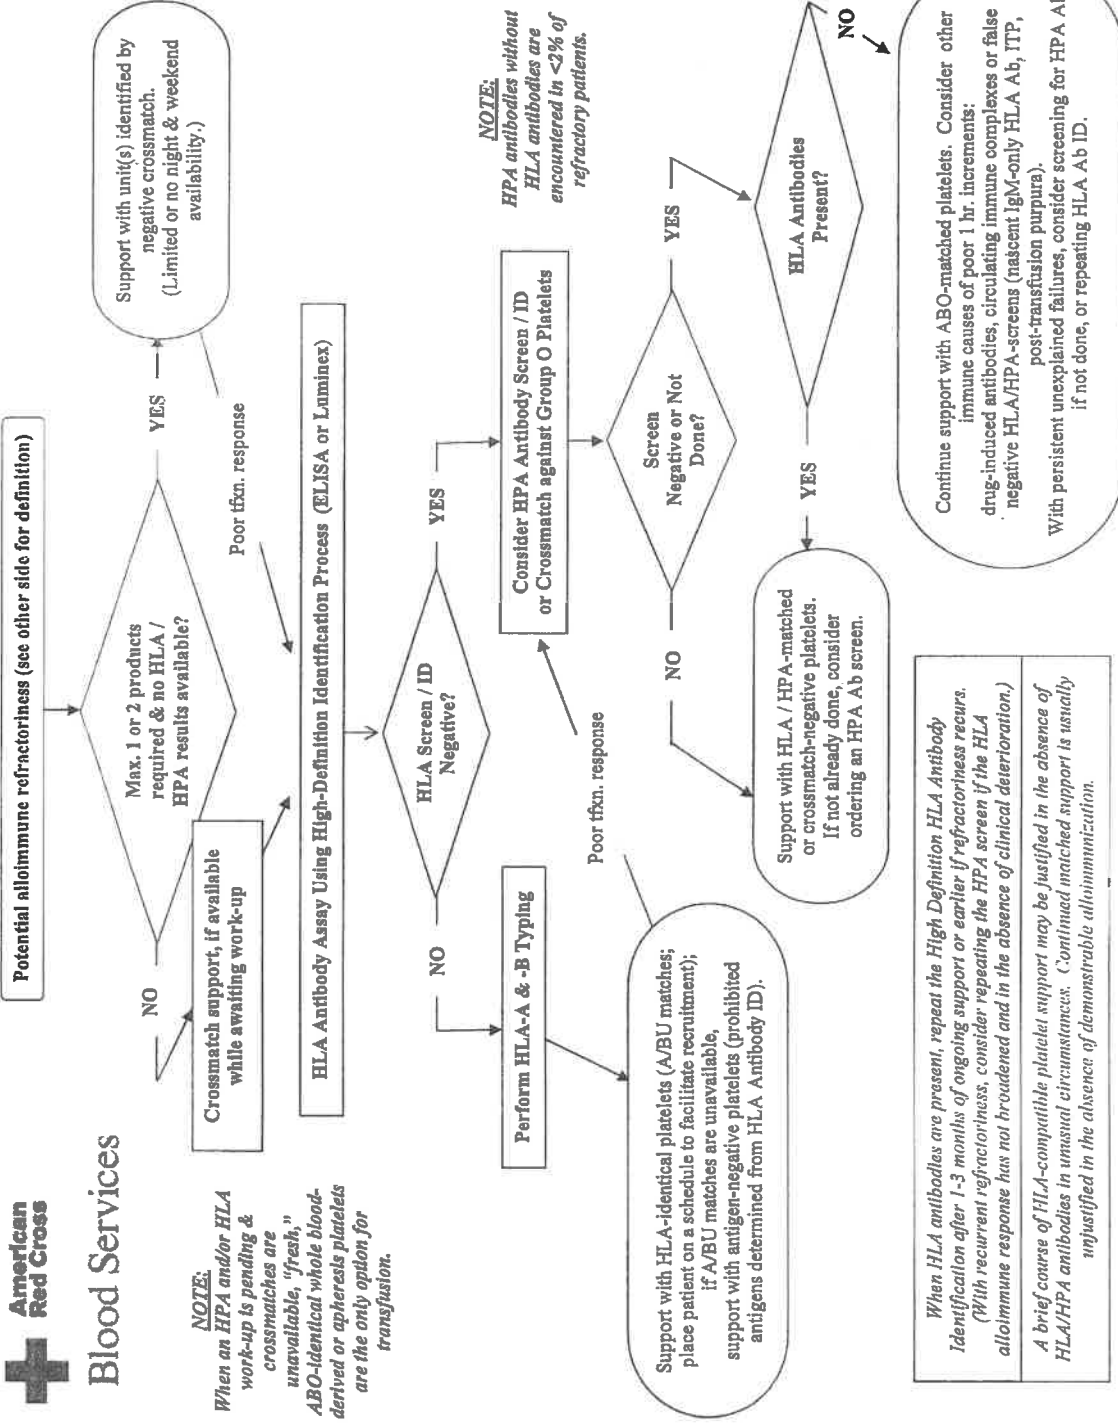 American
Red Cross
Blood Services
Potential alloimmune refractoriness (see other side for definition)
Max. 1 or 2 products
required & no HLA /
HPA results available?
NO
YES
Support with unit(s) identified by
negative crossmatch.
(Limited or no night & weekend
availability.)
NOTE:
When an HPA and/or HLA
work-up is pending &
crossmatches are
unavailable, "fresh,"
ABO-identical whole blood-
derived or apheresis platelets
are the only option for
transfusion.
Crossmatch support, if available
while awaiting work-up
Poor tfxn. response
HLA Antibody Assay Using High-Definition Identification Process (ELISA or Luminex)
HLA Screen / ID
Negative?
NO
YES
Perform HLA-A & -B Typing
Consider HPA Antibody Screen / ID
or Crossmatch against Group O Platelets
NOTE:
HPA antibodies without
HLA antibodies are
encountered in <2% of
refractory patients.
Support with HLA-identical platelets (A/BU matches;
place patient on a schedule to facilitate recruitment);
if A/BU matches are unavailable,
support with antigen-negative platelets (prohibited
antigens determined from HLA Antibody ID).
Poor tfxn. response
Screen
Negative or Not
Done?
NO
YES
Support with HLA / HPA-matched
or crossmatch-negative platelets.
If not already done, consider
ordering an HPA Ab screen.
HLA Antibodies
Present?
YES
NO
Continue support with ABO-matched platelets. Consider other
immune causes of poor 1 hr. increments:
drug-induced antibodies, circulating immune complexes or false
negative HLA/HPA-screens (nascent IgM-only HLA Ab, ITP,
post-transfusion purpura).
With persistent unexplained failures, consider screening for HPA
if not done, or repeating HLA Ab ID.
When HLA antibodies are present, repeat the High Definition HLA Antibody
Identification after 1-3 months of ongoing support or earlier if refractoriness recurs.
(With recurrent refractoriness, consider repeating the HPA screen if the HLA
alloimmune response has not broadened and in the absence of clinical deterioration.)
A brief course of HLA-compatible platelet support may be justified in the absence of
HLA/HPA antibodies in unusual circumstances. Continued matched support is usually
unjustified in the absence of demonstrable alloimmunization.